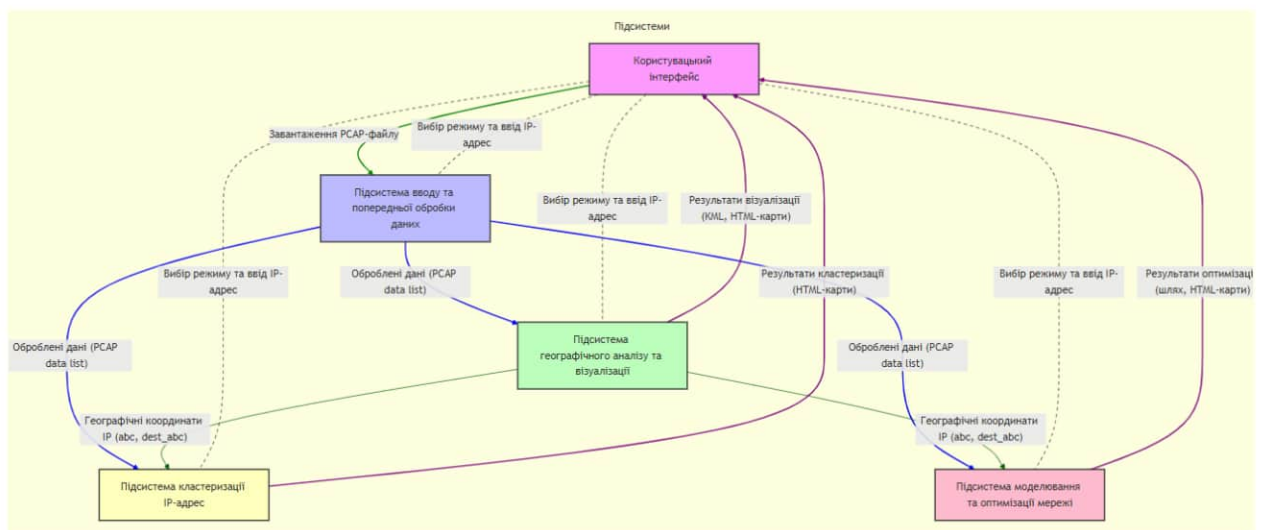 Підсистеми
Користувацький
інтерфейс
Завантаження PCAP-файлу
Вибір режиму та ввід IP-
адрес
Підсистема вводу та
попередньої обробки
даних
Вибір режиму та ввід IP-
адрес
Результати візуалізації
(KML, HTML-карти)
Вибір режиму та ввід IP-
адрес
Оброблені дані (PCAP
data list)
Результати кластеризації
(HTML-карти)
Вибір режиму та ввід IP-
адрес
Результати оптимізаці
(шлях, HTML-карти)
Підсистема
географічного аналізу та
візуалізації
Оброблені дані (PCAP
data list)
Оброблені дані (PCAP
data list)
Географічні координати
IP (abc, dest_abc)
Географічні координати
IP (abc, dest_abc)
Підсистема кластеризації
IP-адрес
Підсистема моделювання
та оптимізації мережі